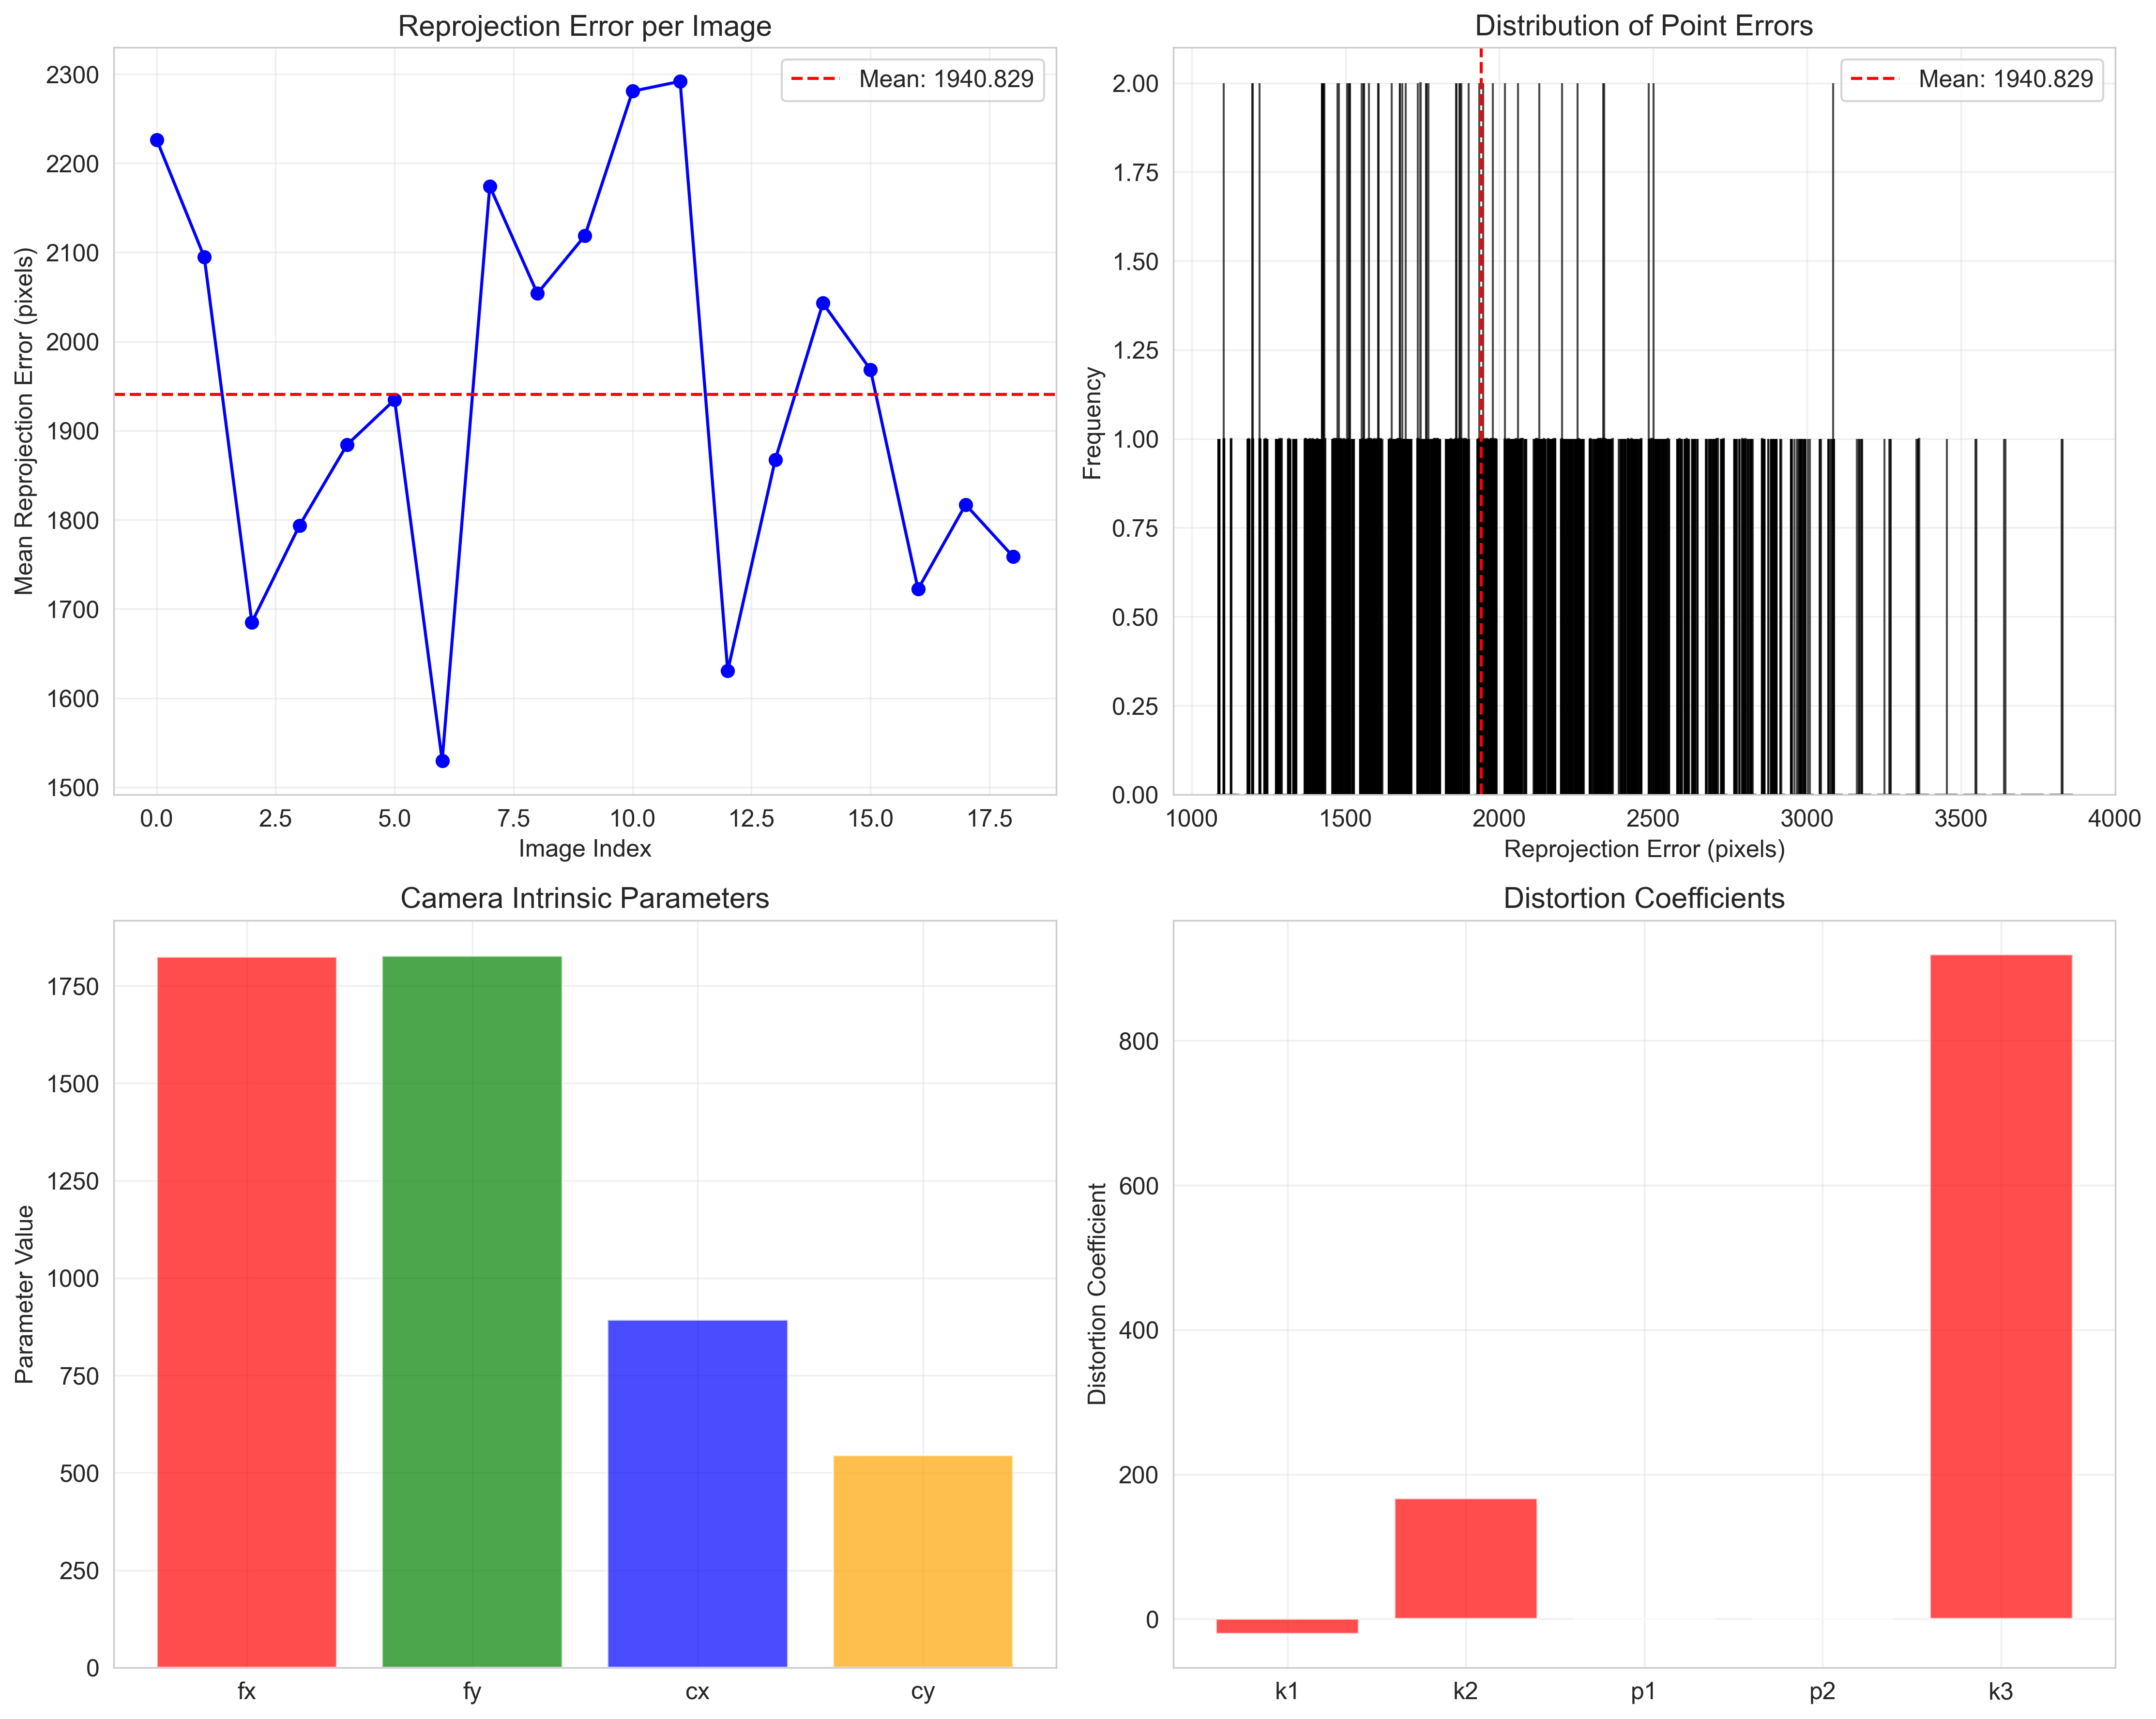 Reprojection Error per Image
Mean: 1940.829
2300
2200
2100
2000
1900
1800
1700
1600
1500
Mean Reprojection Error (pixels)
0.0 2.5 5.0 7.5 10.0 12.5 15.0 17.5
Image Index
Distribution of Point Errors
Mean: 1940.829
2.00
1.75
1.50
1.25
1.00
0.75
0.50
0.25
0.00
Frequency
1000 1500 2000 2500 3000 3500 4000
Reprojection Error (pixels)
Camera Intrinsic Parameters
1750
1500
1250
1000
750
500
250
0
Parameter Value
fx fy cx cy
Distortion Coefficients
800
600
400
200
0
Distortion Coefficient
k1 k2 p1 p2 k3